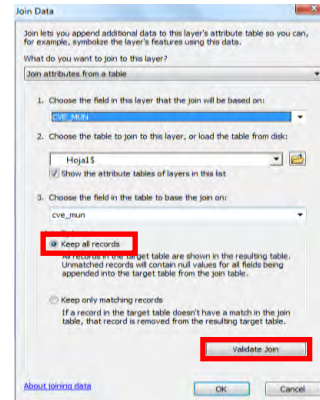 Join Data
Join lets you append additional data to this layer's attribute table so you can,
for example, symbolize the layer's features using this data.
What do you want to join to this layer?
Join attributes from a table
1. Choose the field in this layer that the join will be based on:
CVE_MUN
2. Choose the table to join to this layer, or load the table from disk:
Hoja1$
Show the attribute tables of layers in this list
3. Choose the field in the table to base the join on:
cve_mun
Keep all records
All records in the target table are shown in the resulting table.
Unmatched records will contain null values for all fields being
appended into the target table from the join table.
Keep only matching records
If a record in the target table doesn't have a match in the join
table, that record is removed from the resulting target table.
Validate Join
About joining data
OK
Cancel